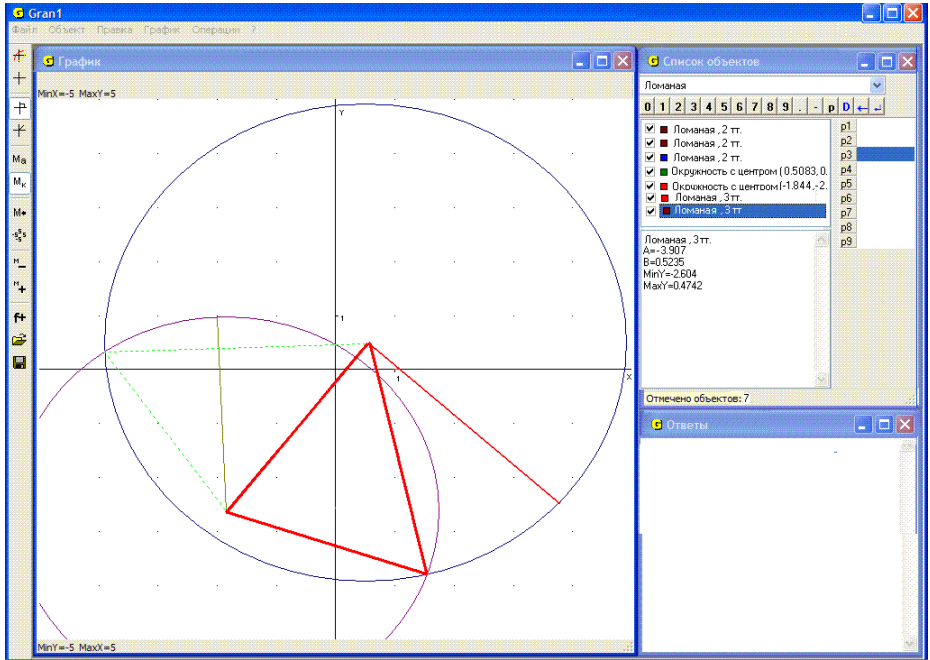 Gran1
Файл Объект Правка График Операции ?
График
MinX=-5 MaxY=5
Y
1
X
1
MinY=-5 MaxX=5
Ma
Mк
M+
M
M
f+
Список объектов
Ломаная
0 1 2 3 4 5 6 7 8 9 . - p D
Ломаная , 2 тт.
Ломаная , 2 тт.
Ломаная , 2 тт.
Окружность с центром ( 0.5083, 0.
Окружность с центром (-1.844,-2.
Ломаная , 3тт.
Ломаная , 3тт
p1
p2
p3
p4
p5
p6
p7
p8
p9
Ломаная , 3тт.
A=-3.907
B=0.5235
MinY=-2.604
MaxY=0.4742
Отмечено объектов: 7
Ответы